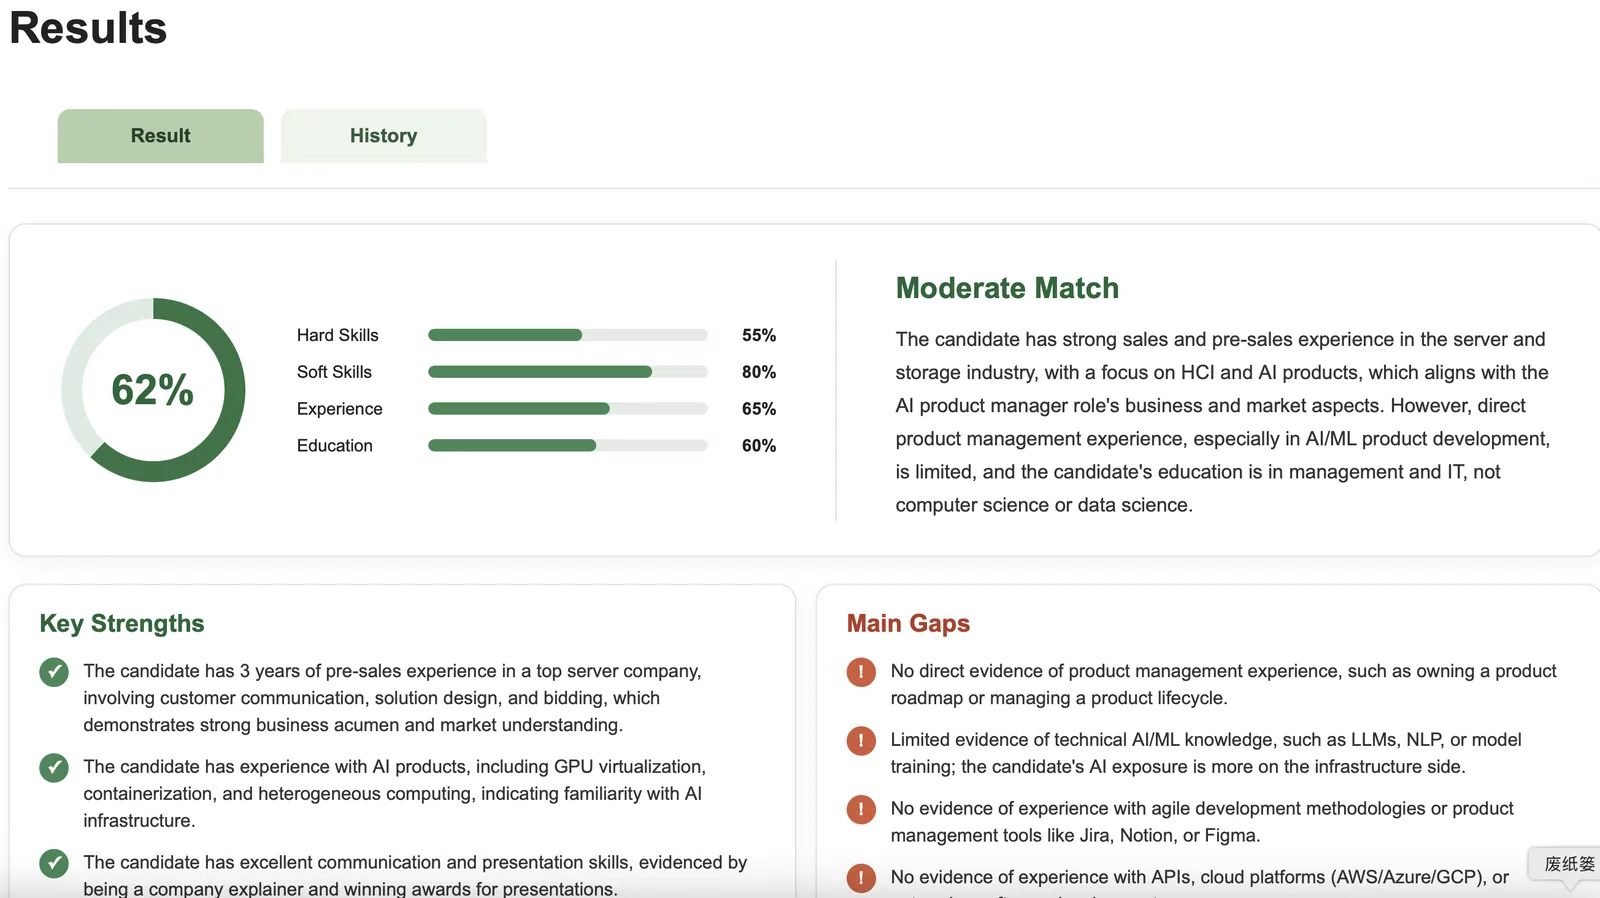 Results
Result
History
62%
Hard Skills 55%
Soft Skills 80%
Experience 65%
Education 60%
Moderate Match
The candidate has strong sales and pre-sales experience in the server and
storage industry, with a focus on HCI and AI products, which aligns with the
AI product manager role's business and market aspects. However, direct
product management experience, especially in AI/ML product development,
is limited, and the candidate's education is in management and IT, not
computer science or data science.
Key Strengths
The candidate has 3 years of pre-sales experience in a top server company,
involving customer communication, solution design, and bidding, which
demonstrates strong business acumen and market understanding.
The candidate has experience with AI products, including GPU virtualization,
containerization, and heterogeneous computing, indicating familiarity with AI
infrastructure.
The candidate has excellent communication and presentation skills, evidenced by
being a company explainer and winning awards for presentations.
Main Gaps
No direct evidence of product management experience, such as owning a product
roadmap or managing a product lifecycle.
Limited evidence of technical AI/ML knowledge, such as LLMs, NLP, or model
training; the candidate's AI exposure is more on the infrastructure side.
No evidence of experience with agile development methodologies or product
management tools like Jira, Notion, or Figma.
No evidence of experience with APIs, cloud platforms (AWS/Azure/GCP), or
废纸篓